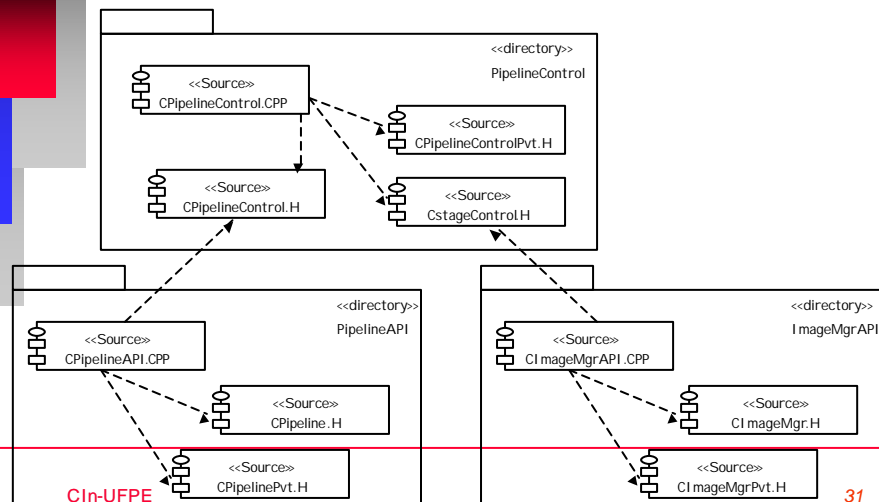 <<directory>>
PipelineControl
<<Source>>
CPipelineControl.CPP
<<Source>>
CPipelineControlPvt.H
<<Source>>
CPipelineControl.H
<<Source>>
CstageControl.H
<<directory>>
PipelineAPI
<<Source>>
CPipelineAPI.CPP
<<Source>>
CPipeline.H
<<Source>>
CPipelinePvt.H
<<directory>>
ImageMgrAPI
<<Source>>
CImageMgrAPI.CPP
<<Source>>
CImageMgr.H
<<Source>>
CImageMgrPvt.H
CIn-UFPE
31